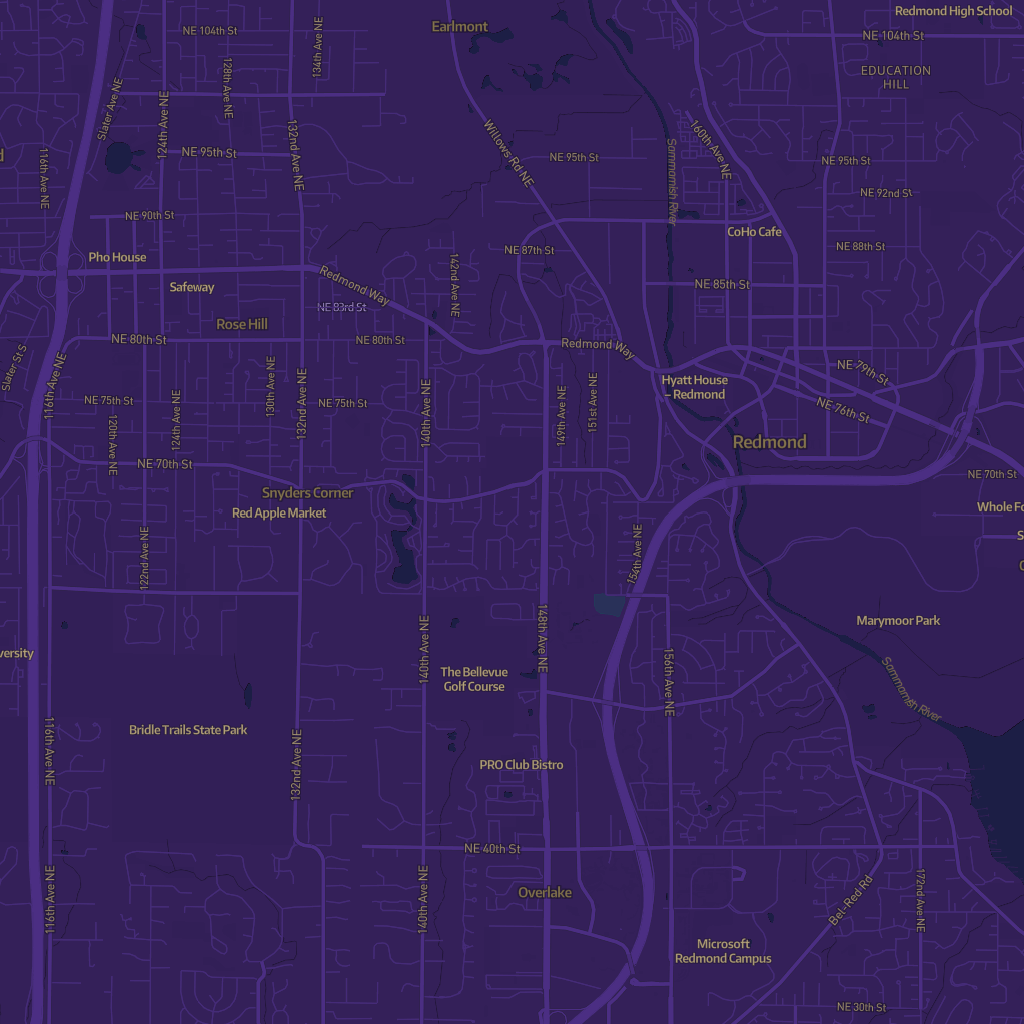 Earlmont
Redmond High School
NE 104th St
134th Ave NE
NE 104th St
128th Ave NE
EDUCATION
HILL
Slater Ave NE
124th Ave NE
132nd Ave NE
Willows Rd NE
160th Ave NE
Sammamish River
116th Ave NE
NE 95th St
NE 95th St
NE 95th St
NE 92nd St
NE 90th St
CoHo Cafe
NE 88th St
NE 87th St
Pho House
142nd Ave NE
Redmond Way
Safeway
NE 85th St
NE 83rd St
Rose Hill
NE 80th St
NE 80th St
Redmond Way
Slater St S
116th Ave NE
NE 79th St
Hyatt House
– Redmond
130th Ave NE
132nd Ave NE
140th Ave NE
149th Ave NE
151st Ave NE
NE 75th St
124th Ave NE
NE 75th St
NE 76th St
120th Ave NE
Redmond
NE 70th St
NE 70th St
Snyders Corner
Red Apple Market
Whole Fo
122nd Ave NE
154th Ave NE
148th Ave NE
140th Ave NE
Marymoor Park
versity
156th Ave NE
The Bellevue
Golf Course
Sammamish River
Bridle Trails State Park
116th Ave NE
132nd Ave NE
PRO Club Bistro
NE 40th St
116th Ave NE
140th Ave NE
Overlake
Bel-Red Rd
172nd Ave NE
Microsoft
Redmond Campus
NE 30th St